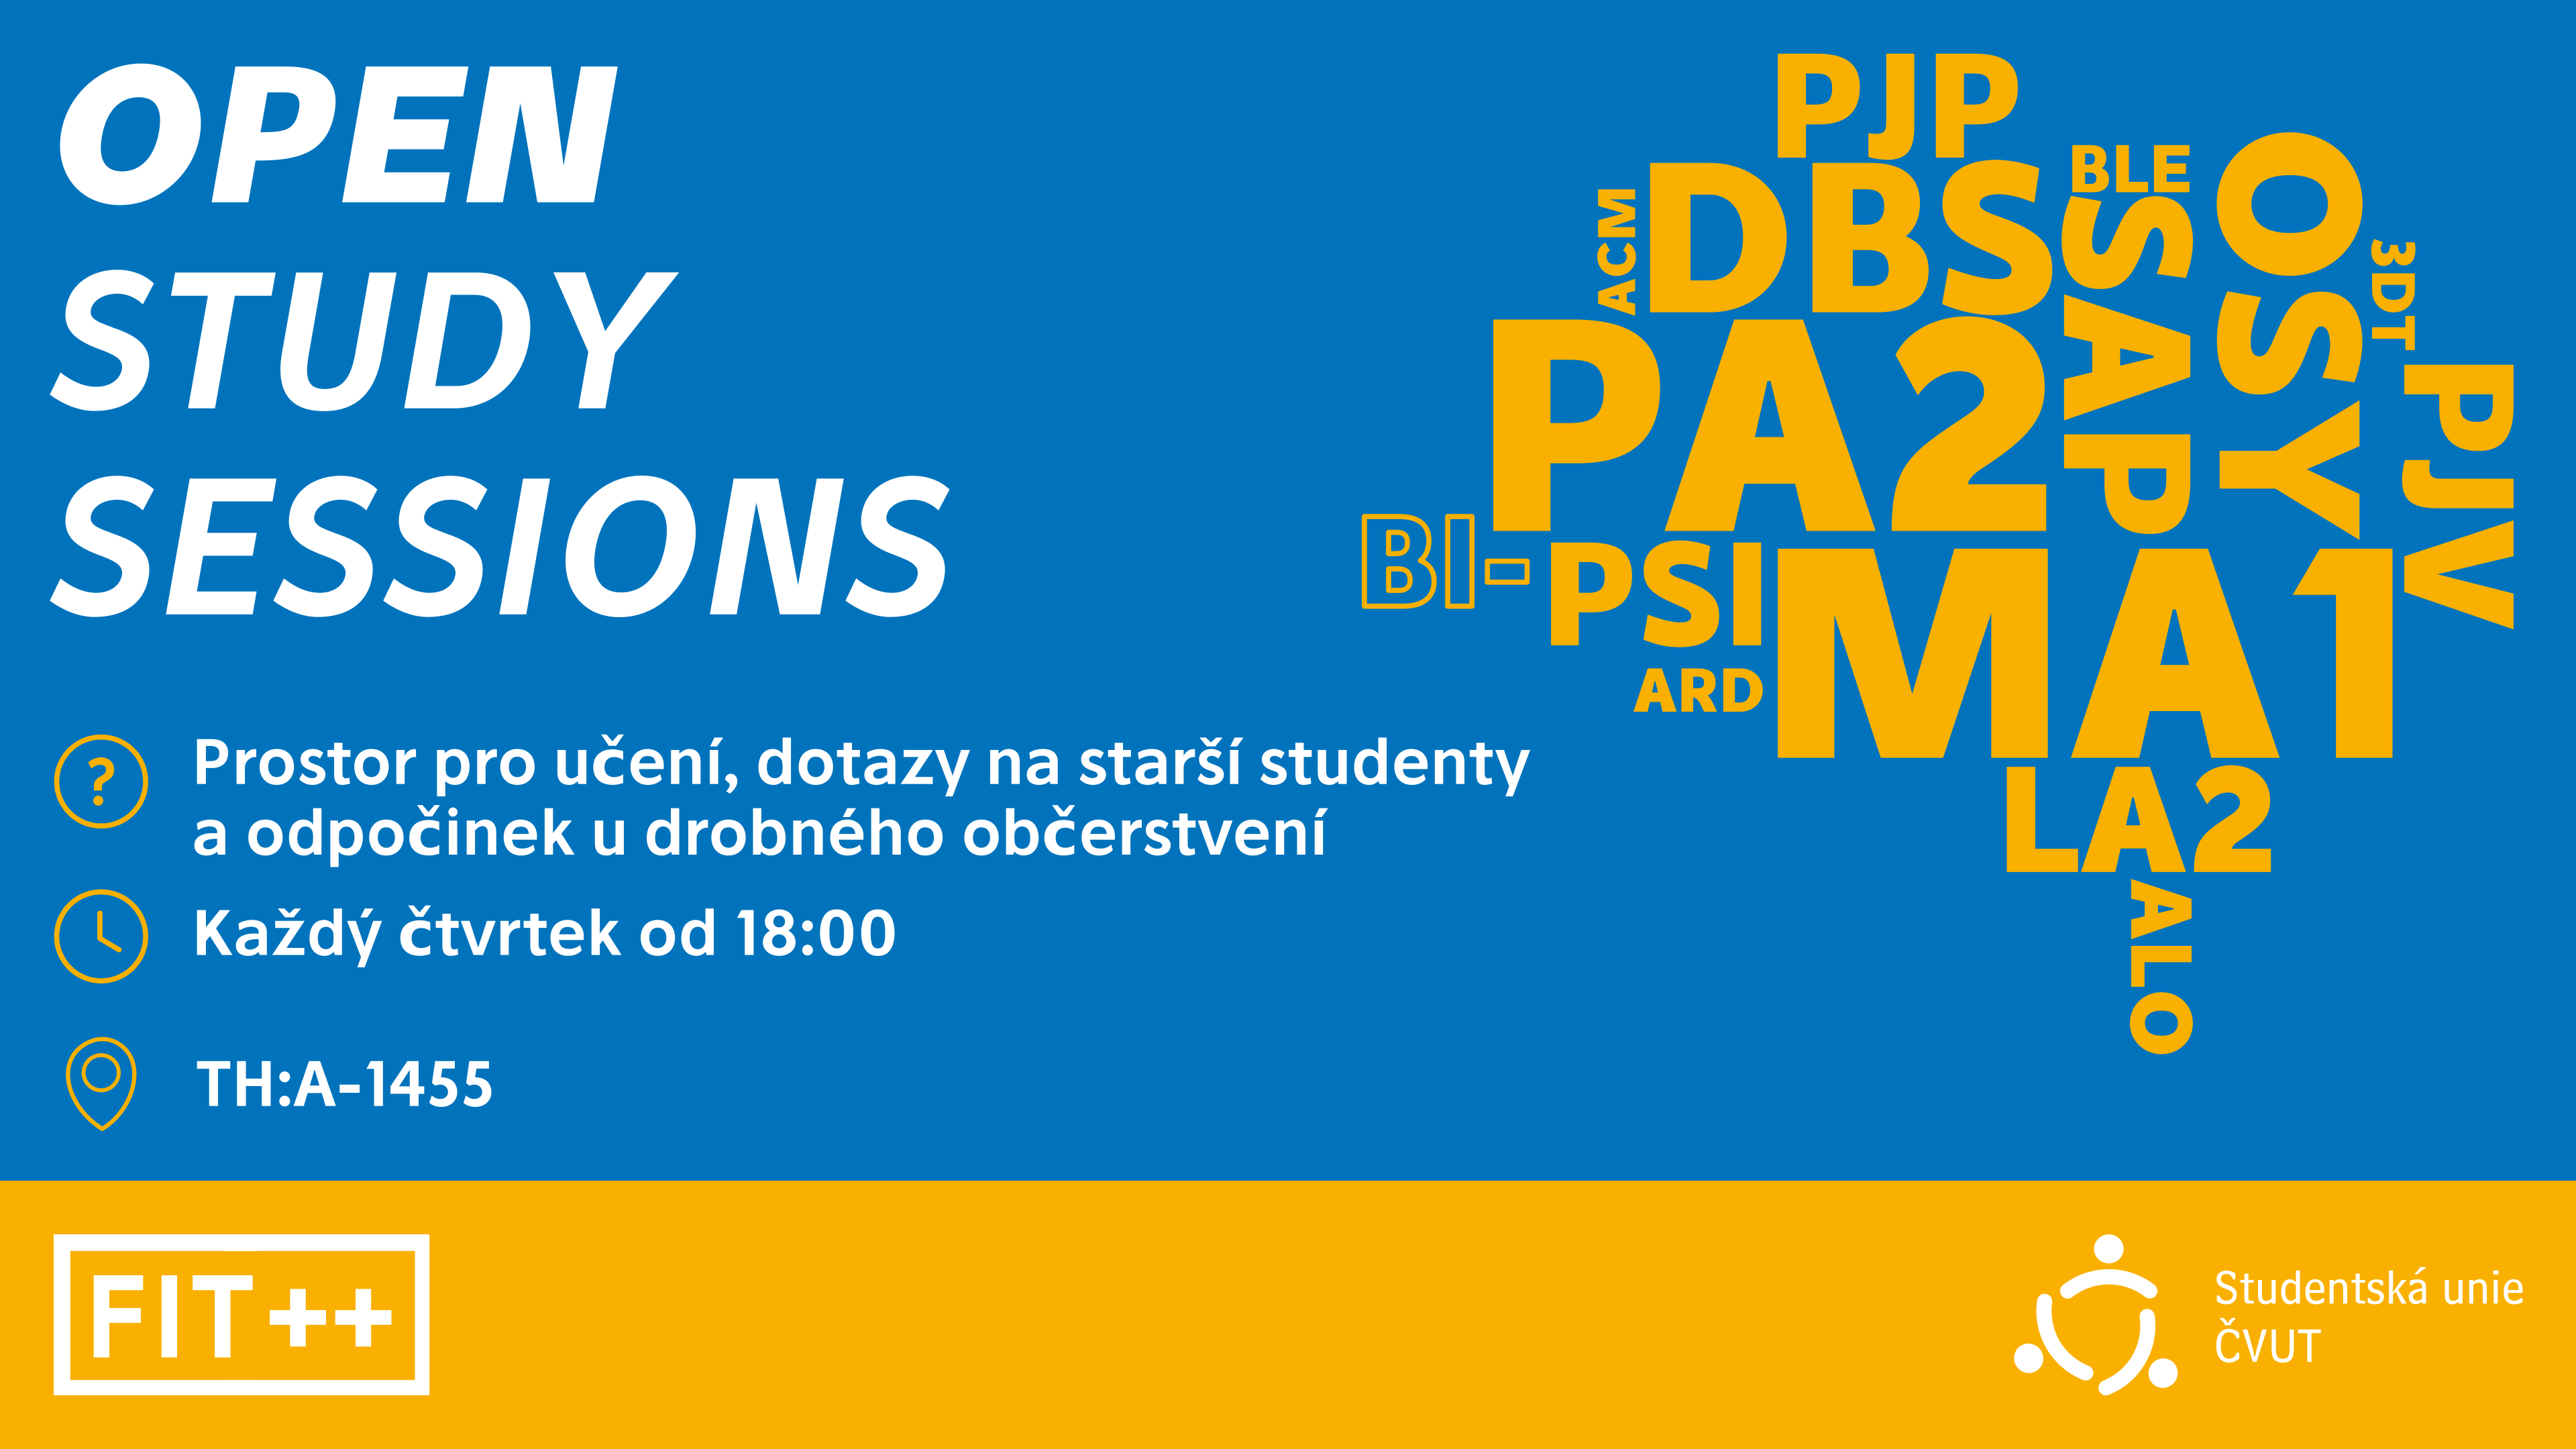 OPEN
STUDY
SESSIONS
Prostor pro učení, dotazy na starší studenty
a odpočinek u drobného občerstvení
Každý čtvrtek od 18:00
TH:A-1455
PJP
BLE
ACM
DBS
SAP
OSY
3DT
PA2
PJV
BI-
PSI
MA1
ARD
LA2
ALO
FIT++
Studentská unie
ČVUT